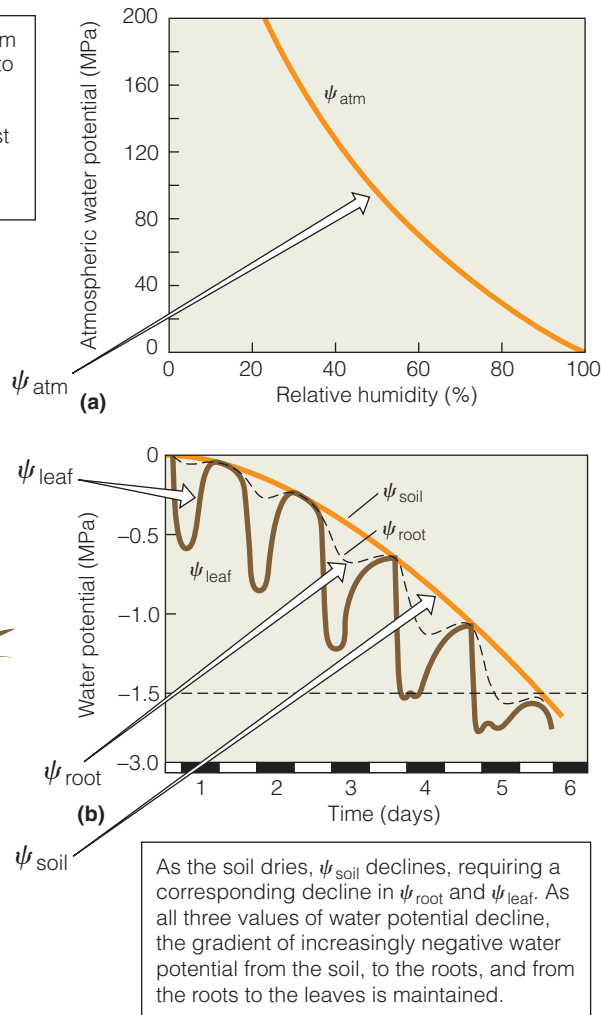 m
to
st
200
160
120
80
40
0
Atmospheric water potential (MPa)
ψatm
0 20 40 60 80 100
Relative humidity (%)
ψatm
(a)
0
−0.5
−1.0
−1.5
−3.0
Water potential (MPa)
ψleaf
ψsoil
ψroot
ψleaf
1 2 3 4 5 6
Time (days)
ψroot
(b)
ψsoil
As the soil dries, ψsoil declines, requiring a
corresponding decline in ψroot and ψleaf. As
all three values of water potential decline,
the gradient of increasingly negative water
potential from the soil, to the roots, and from
the roots to the leaves is maintained.